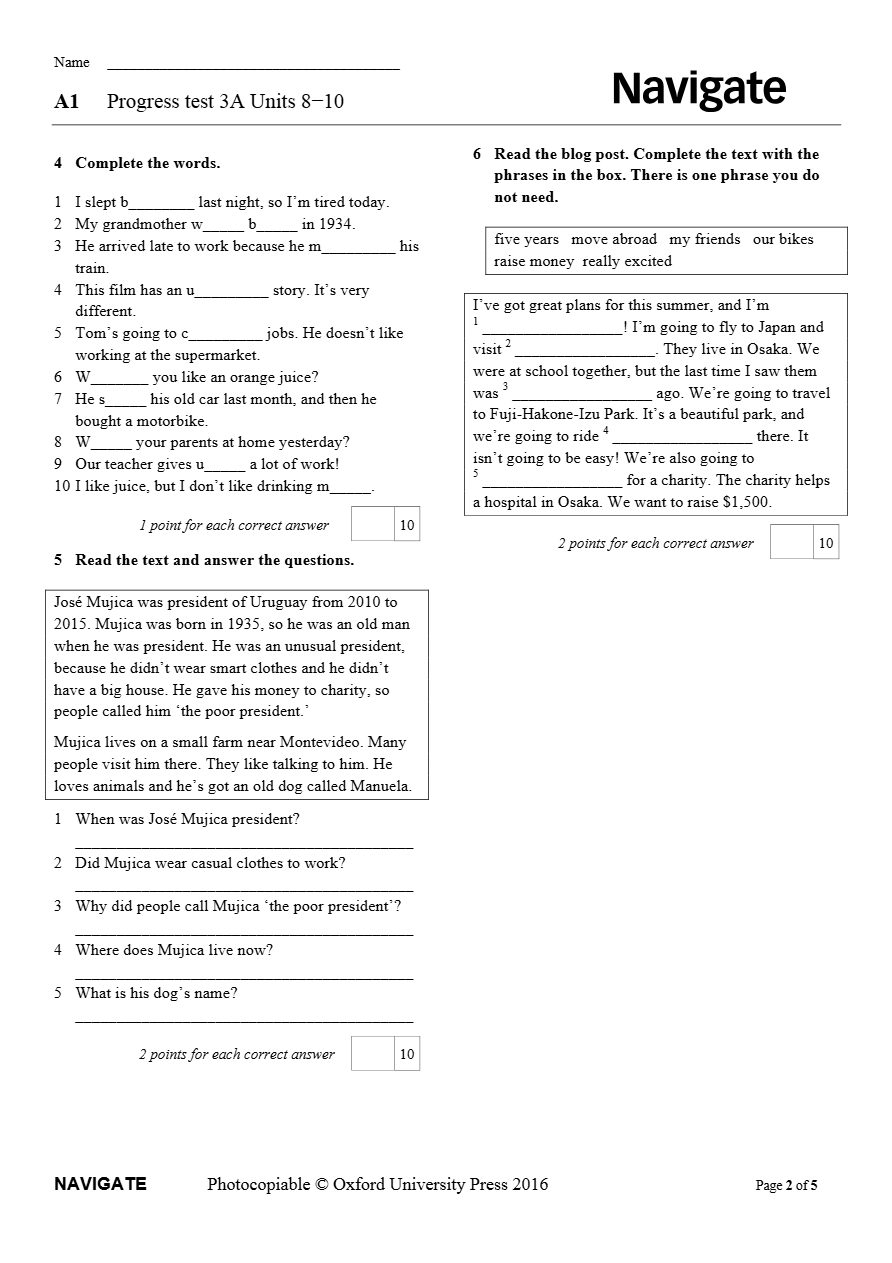 Name ____________________________________
A1 Progress test 3A Units 8–10
Navigate
4 Complete the words.
1 I slept b________ last night, so I’m tired today.
2 My grandmother w_____ b_____ in 1934.
3 He arrived late to work because he m_________ his
train.
4 This film has an u_________ story. It’s very
different.
5 Tom’s going to c_________ jobs. He doesn’t like
working at the supermarket.
6 W_______ you like an orange juice?
7 He s_____ his old car last month, and then he
bought a motorbike.
8 W_____ your parents at home yesterday?
9 Our teacher gives u_____ a lot of work!
10 I like juice, but I don’t like drinking m_____.
1 point for each correct answer 10
5 Read the text and answer the questions.
José Mujica was president of Uruguay from 2010 to
2015. Mujica was born in 1935, so he was an old man
when he was president. He was an unusual president,
because he didn’t wear smart clothes and he didn’t
have a big house. He gave his money to charity, so
people called him ‘the poor president.’
Mujica lives on a small farm near Montevideo. Many
people visit him there. They like talking to him. He
loves animals and he’s got an old dog called Manuela.
1 When was José Mujica president?
_________________________________________
2 Did Mujica wear casual clothes to work?
_________________________________________
3 Why did people call Mujica ‘the poor president’?
_________________________________________
4 Where does Mujica live now?
_________________________________________
5 What is his dog’s name?
_________________________________________
2 points for each correct answer 10
6 Read the blog post. Complete the text with the
phrases in the box. There is one phrase you do
not need.
five years move abroad my friends our bikes
raise money really excited
I’ve got great plans for this summer, and I’m
1 _________________! I’m going to fly to Japan and
visit 2 _________________. They live in Osaka. We
were at school together, but the last time I saw them
was 3 _________________ ago. We’re going to travel
to Fuji-Hakone-Izu Park. It’s a beautiful park, and
we’re going to ride 4 _________________ there. It
isn’t going to be easy! We’re also going to
5 _________________ for a charity. The charity helps
a hospital in Osaka. We want to raise $1,500.
2 points for each correct answer 10
NAVIGATE Photocopiable © Oxford University Press 2016 Page 2 of 5